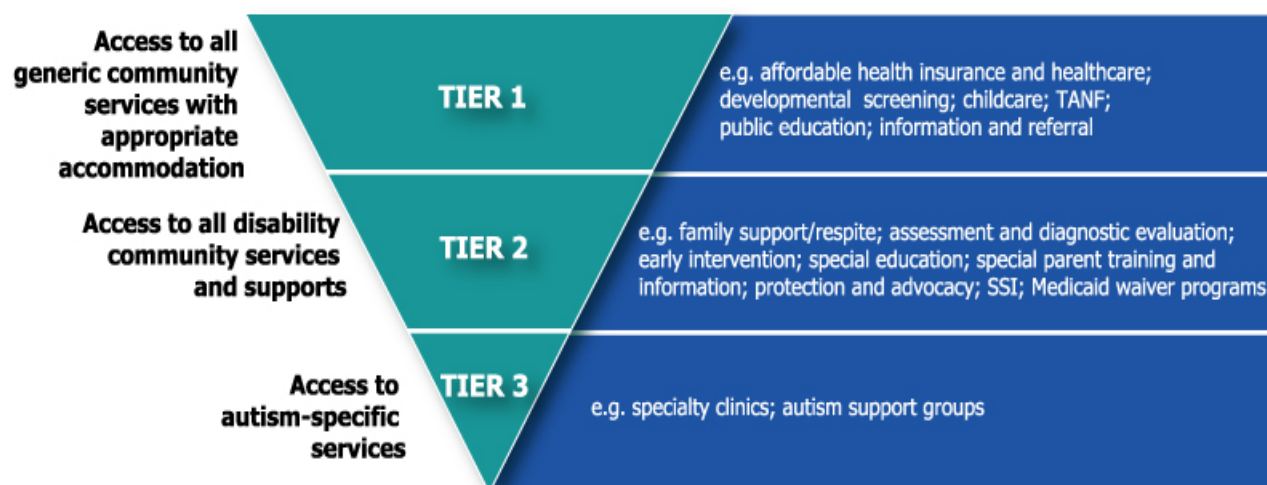 Access to all
generic community
services with
appropriate
accommodation
TIER 1
e.g. affordable health insurance and healthcare;
developmental screening; childcare; TANF;
public education; information and referral
Access to all disability
community services
and supports
TIER 2
e.g. family support/respite; assessment and diagnostic evaluation;
early intervention; special education; special parent training and
information; protection and advocacy; SSI; Medicaid waiver programs
Access to
autism-specific
services
TIER 3
e.g. specialty clinics; autism support groups